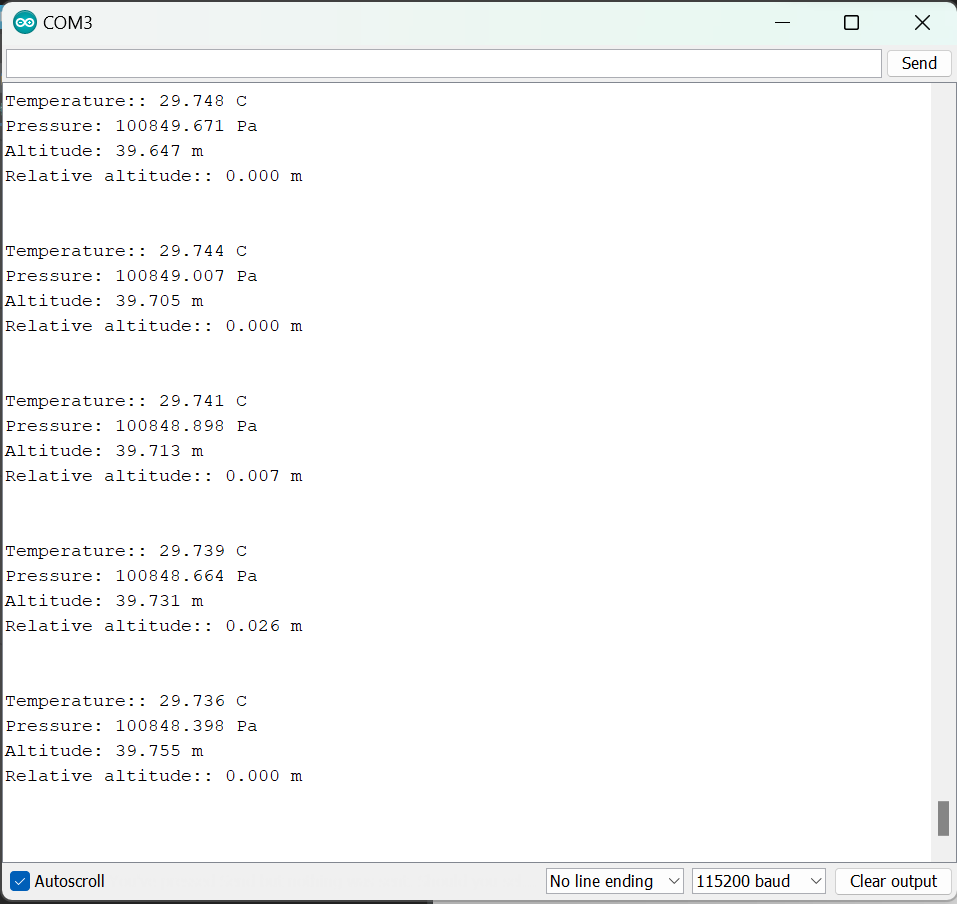 COM3
Send
Temperature:: 29.748 C
Pressure: 100849.671 Pa
Altitude: 39.647 m
Relative altitude:: 0.000 m
Temperature:: 29.744 C
Pressure: 100849.007 Pa
Altitude: 39.705 m
Relative altitude:: 0.000 m
Temperature:: 29.741 C
Pressure: 100848.898 Pa
Altitude: 39.713 m
Relative altitude:: 0.007 m
Temperature:: 29.739 C
Pressure: 100848.664 Pa
Altitude: 39.731 m
Relative altitude:: 0.026 m
Temperature:: 29.736 C
Pressure: 100848.398 Pa
Altitude: 39.755 m
Relative altitude:: 0.000 m
Autoscroll No line ending 115200 baud Clear output